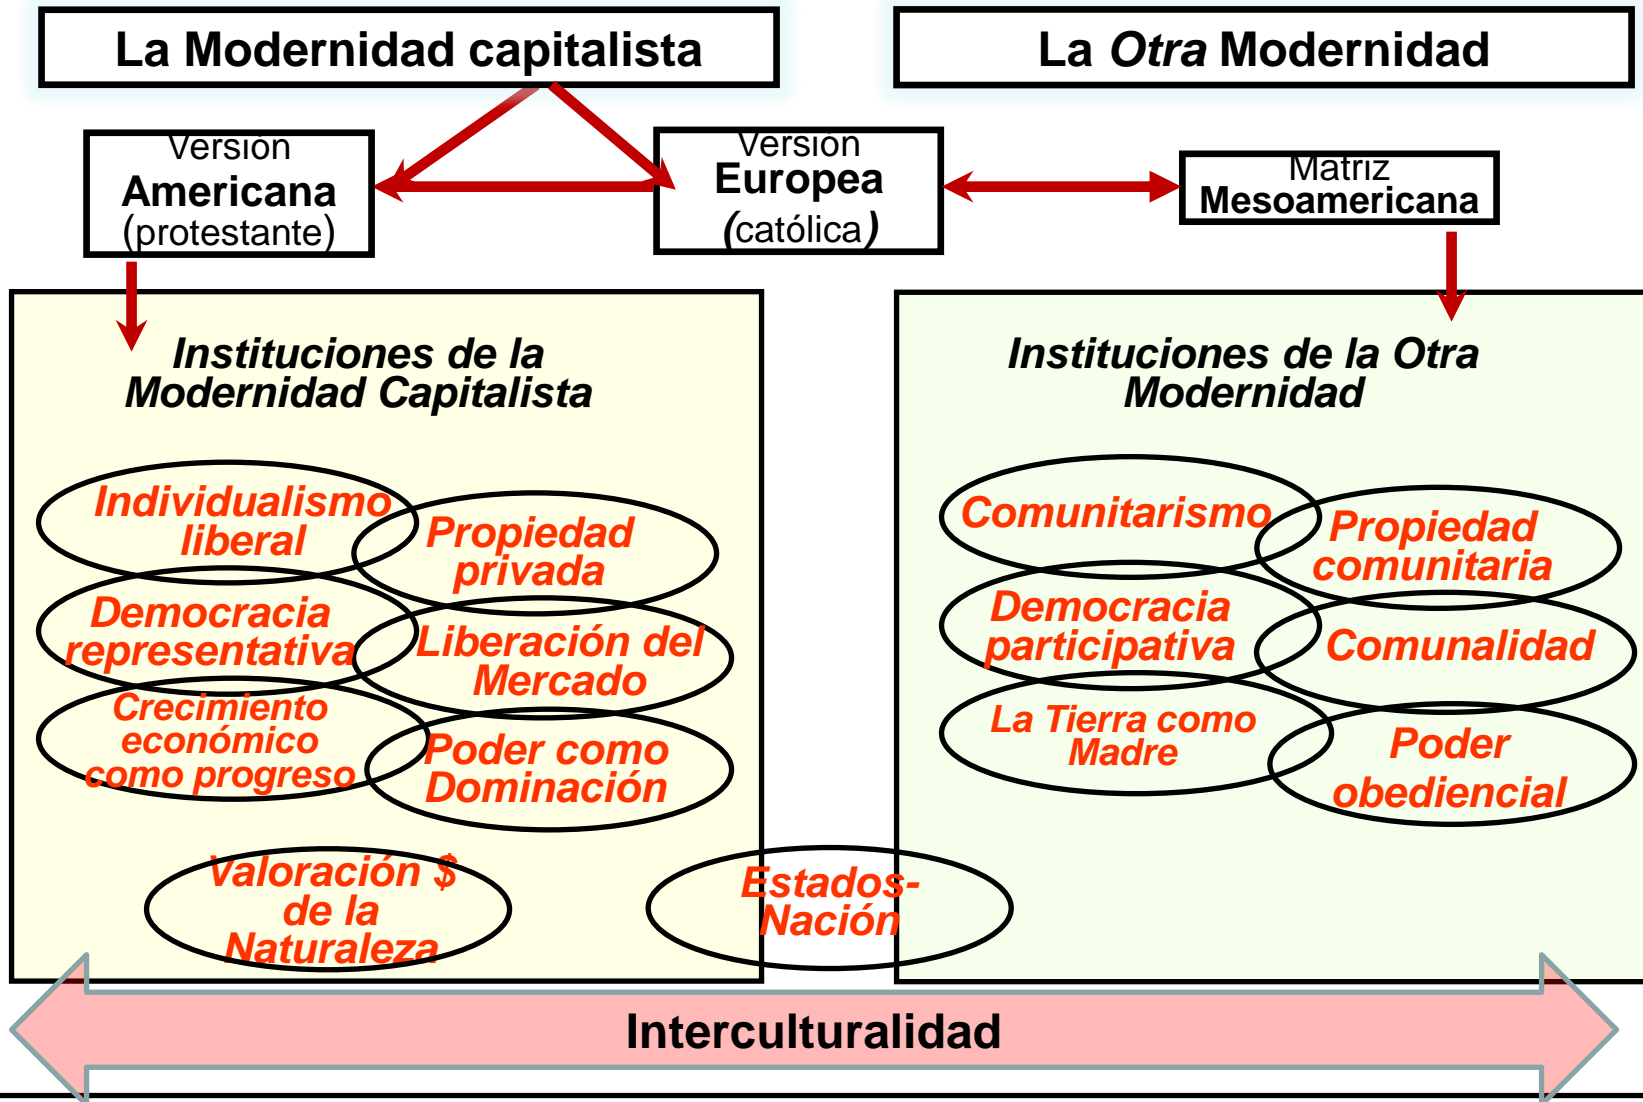 La Modernidad capitalista
La Otra Modernidad
Versión
Americana
(protestante)
Versión
Europea
(católica)
Matriz
Mesoamericana
Instituciones de la
Modernidad Capitalista
Individualismo
liberal
Propiedad
privada
Democracia
representativa
Liberación del
Mercado
Crecimiento
económico
como progreso
Poder como
Dominación
Valoración $
de la
Naturaleza
Estados-
Nación
Instituciones de la Otra
Modernidad
Comunitarismo
Propiedad
comunitaria
Democracia
participativa
Comunalidad
La Tierra como
Madre
Poder
obediencial
Interculturalidad